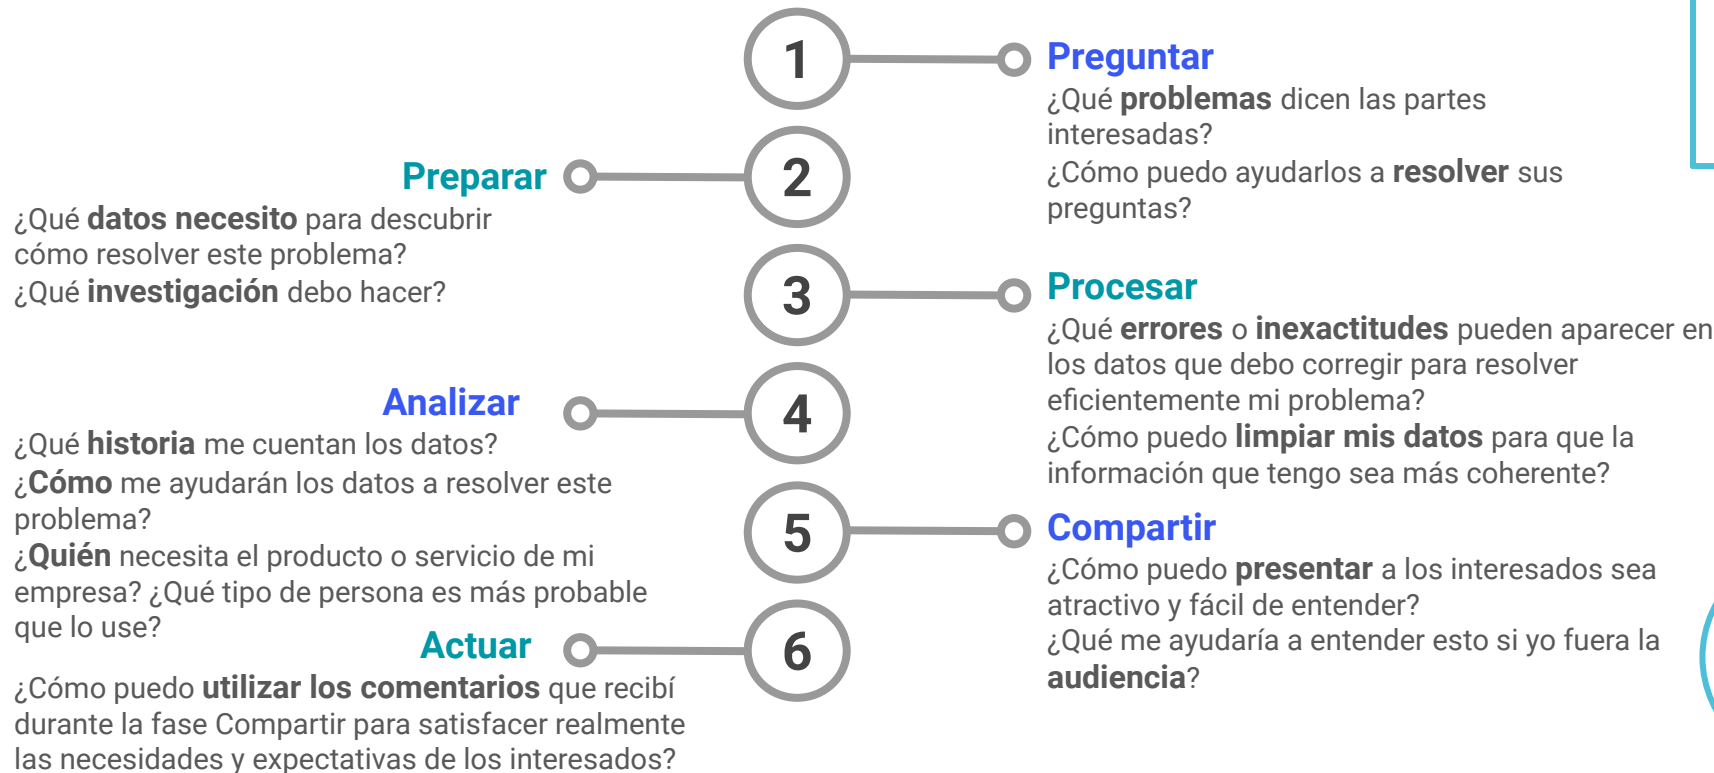 1
Preguntar
¿Qué problemas dicen las partes
interesadas?
¿Cómo puedo ayudarlos a resolver sus
preguntas?
2
Preparar
¿Qué datos necesito para descubrir
cómo resolver este problema?
¿Qué investigación debo hacer?
3
Procesar
¿Qué errores o inexactitudes pueden aparecer en
los datos que debo corregir para resolver
eficientemente mi problema?
¿Cómo puedo limpiar mis datos para que la
información que tengo sea más coherente?
4
Analizar
¿Qué historia me cuentan los datos?
¿Cómo me ayudarán los datos a resolver este
problema?
¿Quién necesita el producto o servicio de mi
empresa? ¿Qué tipo de persona es más probable
que lo use?
5
Compartir
¿Cómo puedo presentar a los interesados sea
atractivo y fácil de entender?
¿Qué me ayudaría a entender esto si yo fuera la
audiencia?
6
Actuar
¿Cómo puedo utilizar los comentarios que recibí
durante la fase Compartir para satisfacer realmente
las necesidades y expectativas de los interesados?